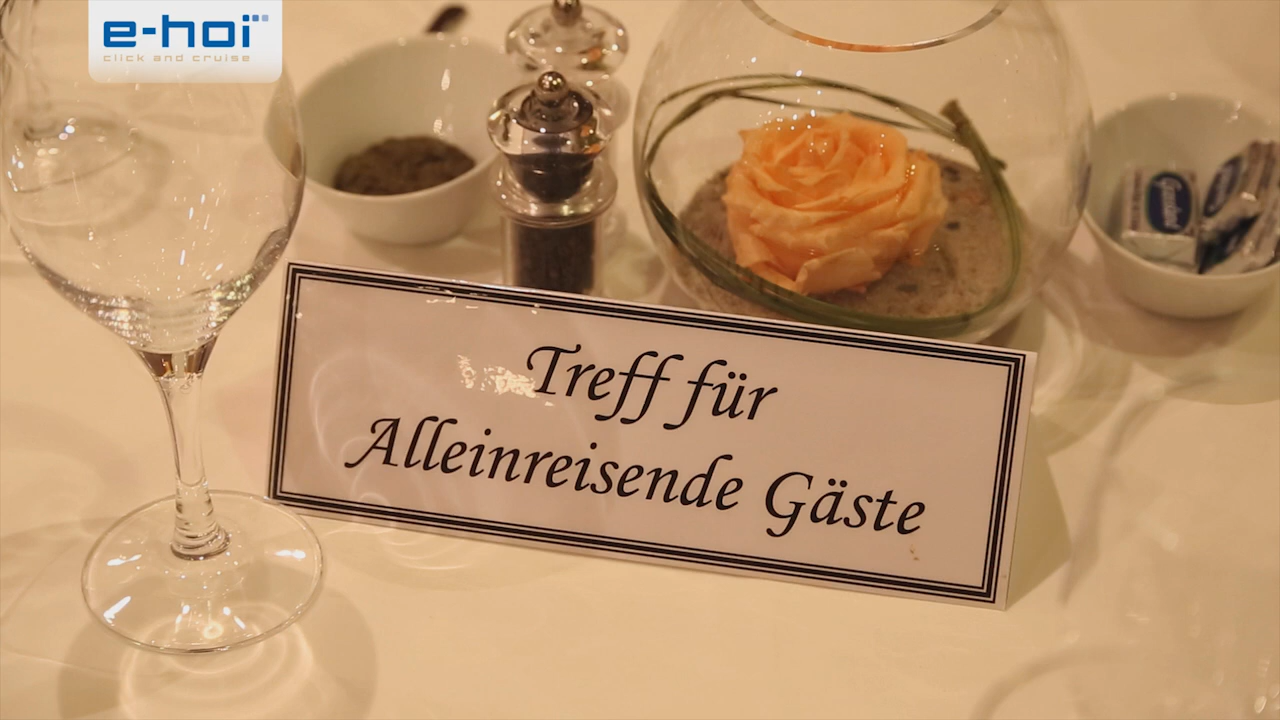 e-hoi
click and cruise
Treff für
Alleinreisende Gäste